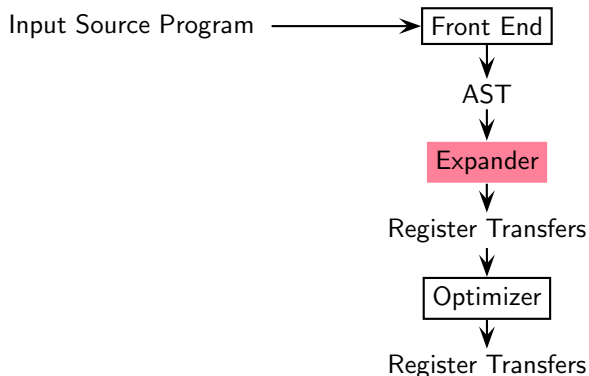 Input Source Program
Front End
AST
Expander
Register Transfers
Optimizer
Register Transfers